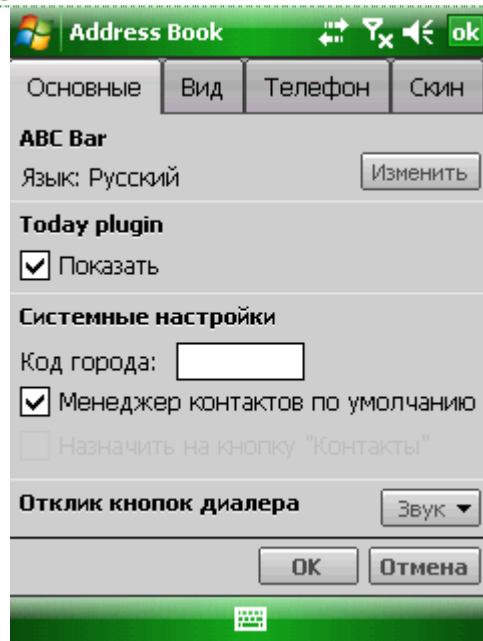 Address Book ok
Основные Вид Телефон Скин
ABC Bar
Язык: Русский Изменить
Today plugin
Показать
Системные настройки
Код города:
Менеджер контактов по умолчанию
Назначить на кнопку "Контакты"
Отклик кнопок диалера Звук
OK Отмена